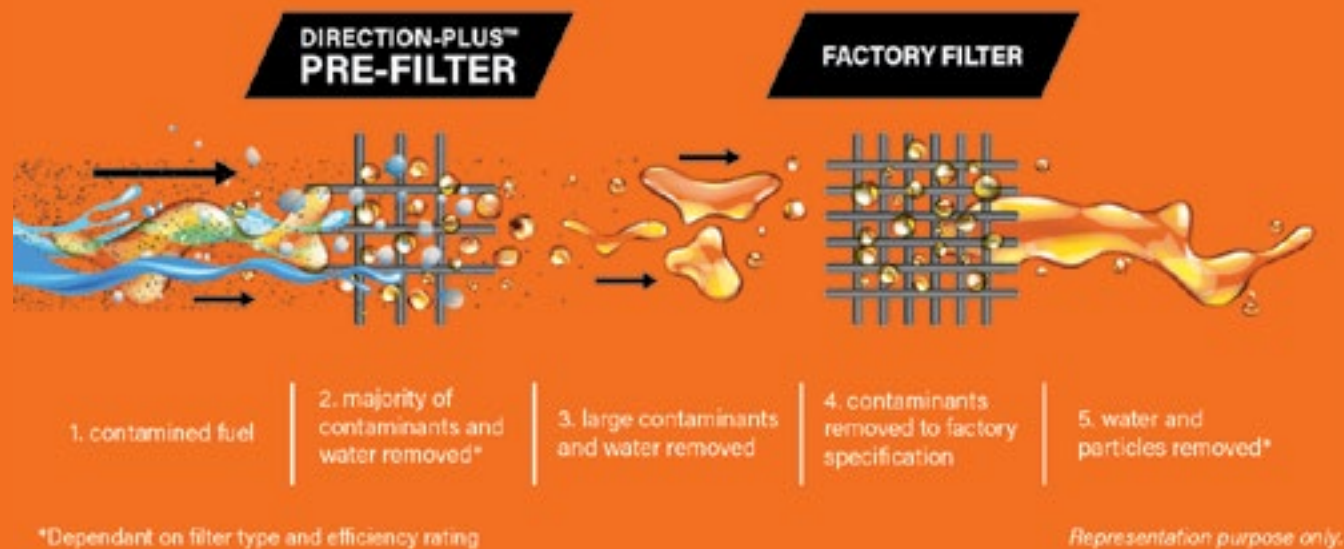 DIRECTION-PLUS™
PRE-FILTER
FACTORY FILTER
1. contamined fuel
2. majority of
contaminants and
water removed*
3. large contaminants
and water removed
4. contaminants
removed to factory
specification
5. water and
particles removed*
*Dependant on filter type and efficiency rating
Representation purpose only.